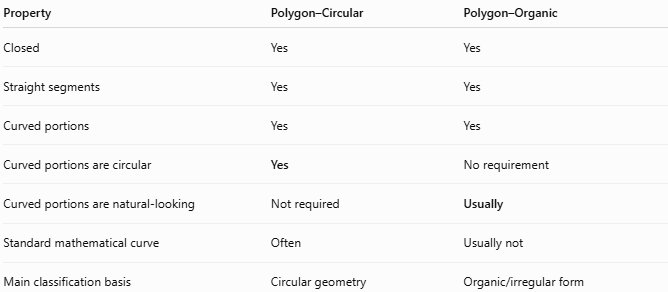 Property Polygon–Circular Polygon–Organic
Closed Yes Yes
Straight segments Yes Yes
Curved portions Yes Yes
Curved portions are circular Yes No requirement
Curved portions are natural-looking Not required Usually
Standard mathematical curve Often Usually not
Main classification basis Circular geometry Organic/irregular form